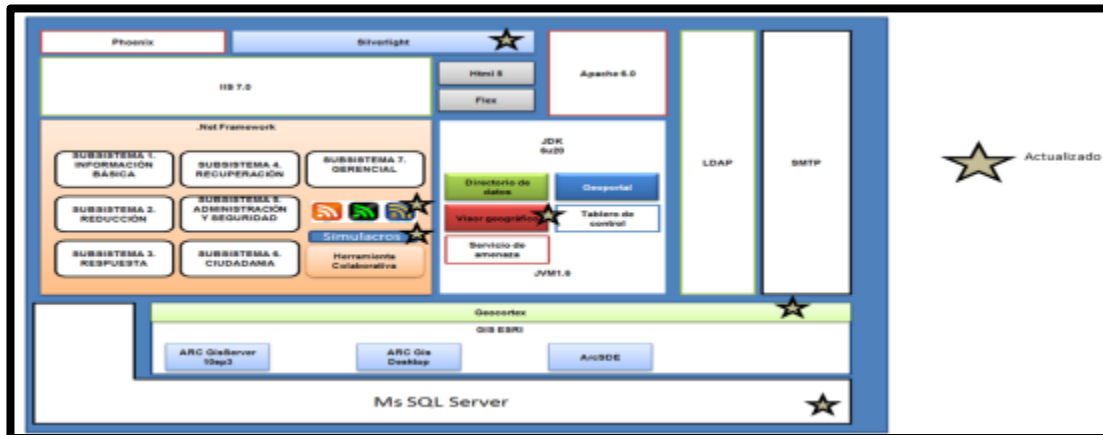 Phoenix
Silverlight
IIS 7.0
Html 5
Flex
Apache 6.0
LDAP
SMTP
Actualizado
.Net Framework
SUBSISTEMA 1.
INFORMACIÓN
BÁSICA
SUBSISTEMA 4.
RECUPERACIÓN
SUBSISTEMA 7.
GERENCIAL
SUBSISTEMA 2.
REDUCCIÓN
SUBSISTEMA 5.
ADMINISTRACIÓN
Y SEGURIDAD
Simulacros
SUBSISTEMA 3.
RESPUESTA
SUBSISTEMA 6.
CIUDADAMA
Herramienta
Colaborativa
JDK
6u20
Directorio de
datos
Geoportal
Visor geográfico
Tablero de
control
Servicio de
amenaza
JVM1.6
Geocortex
GIS ESRI
ARC GisServer
10sp3
ARC Gis
Desktop
ArcSDE
Ms SQL Server